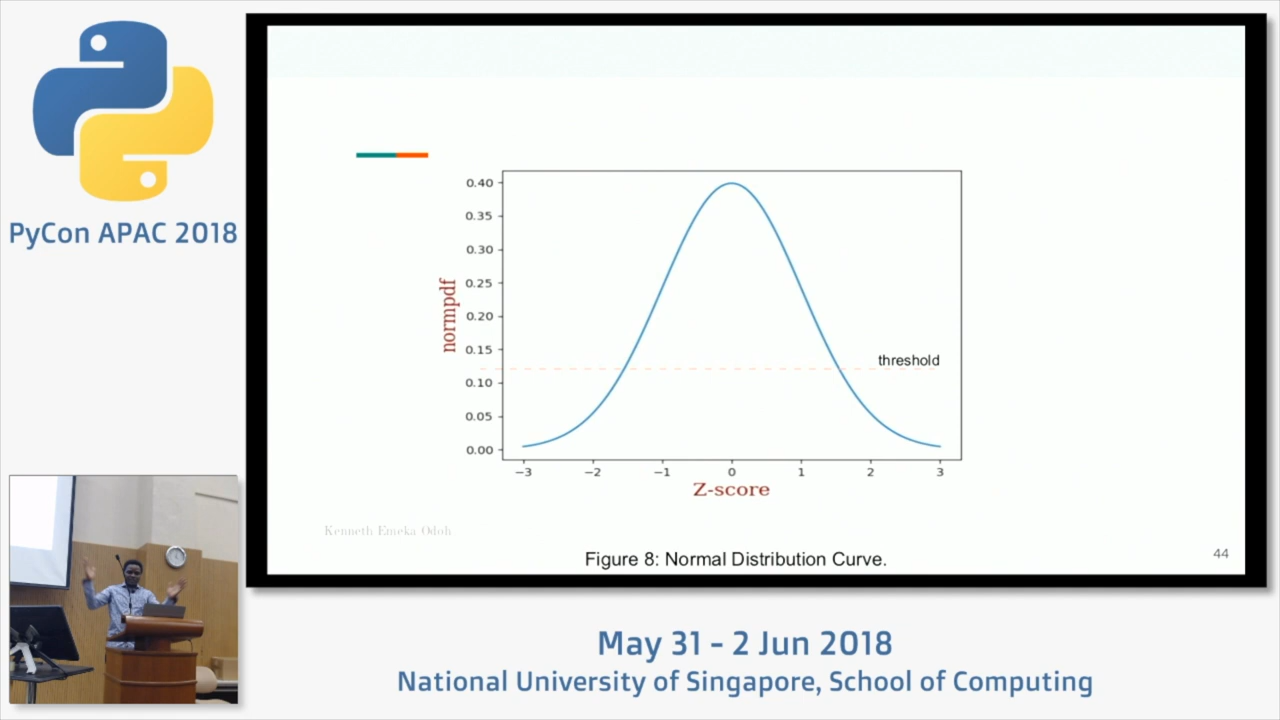 PyCon APAC 2018
0.40
0.35
0.30
0.25
0.20
0.15
0.10
0.05
0.00
normpdf
threshold
−3 −2 −1 0 1 2 3
Z-score
Kenneth Emeka Odoh
Figure 8: Normal Distribution Curve.
44
May 31 - 2 Jun 2018
National University of Singapore, School of Computing